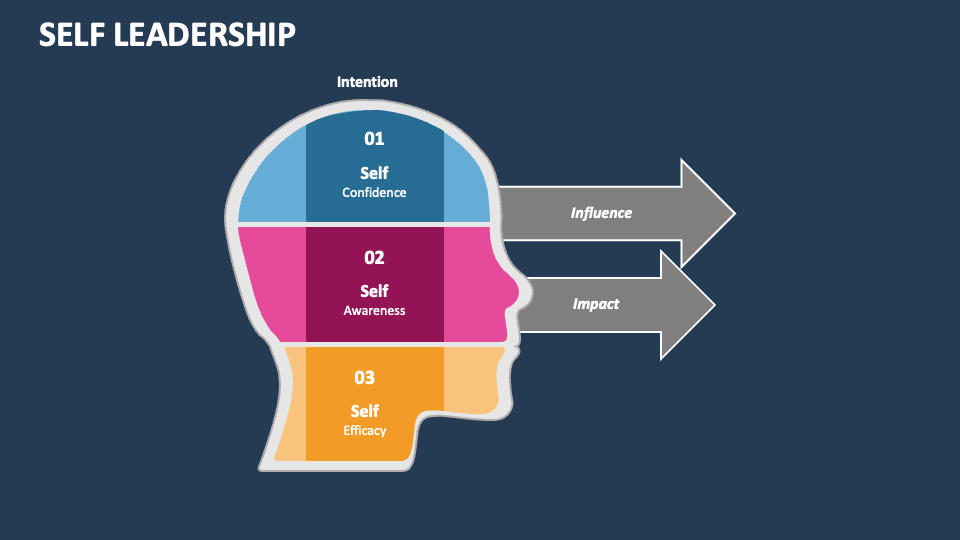 SELF LEADERSHIP
Intention
01
Self
Confidence
Influence
02
Self
Awareness
Impact
03
Self
Efficacy